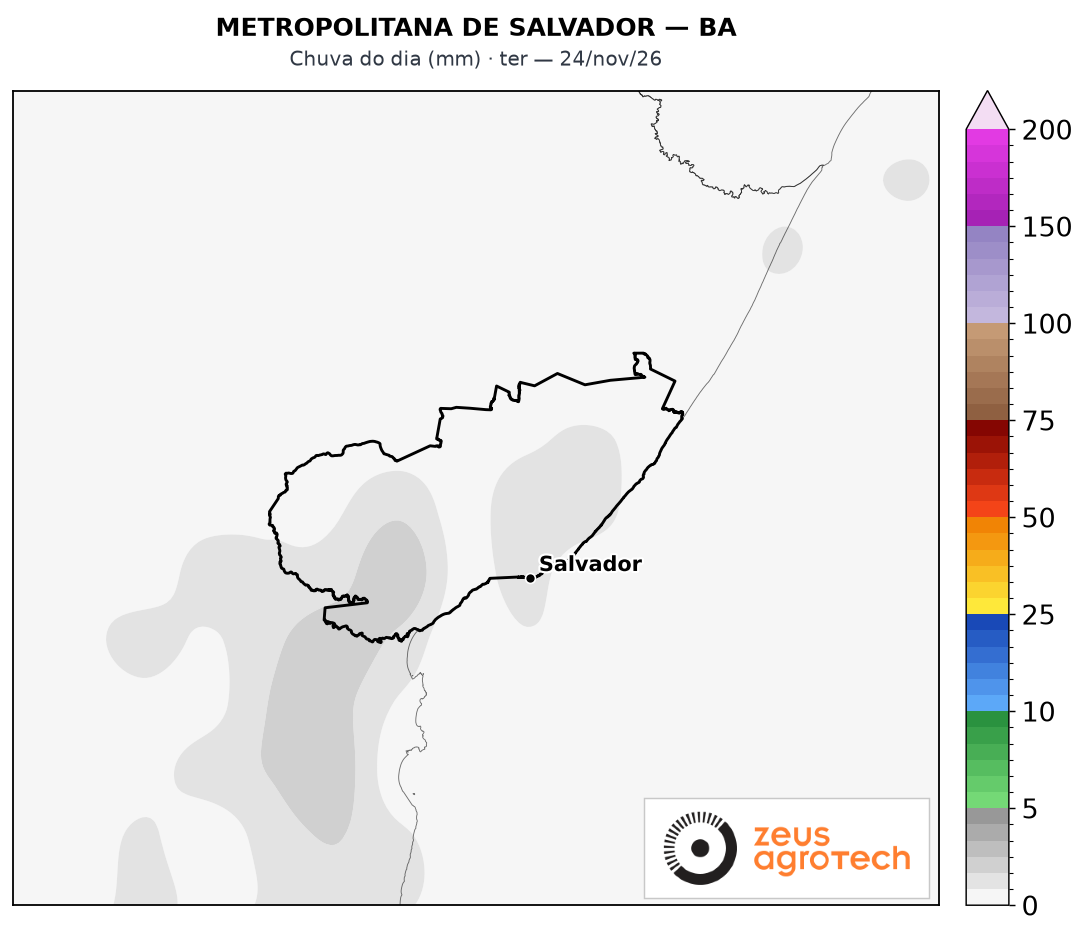 METROPOLITANA DE SALVADOR — BA
Chuva do dia (mm) · ter — 24/nov/26
200
150
100
75
50
25
10
5
0
Salvador
zeus
agroTech